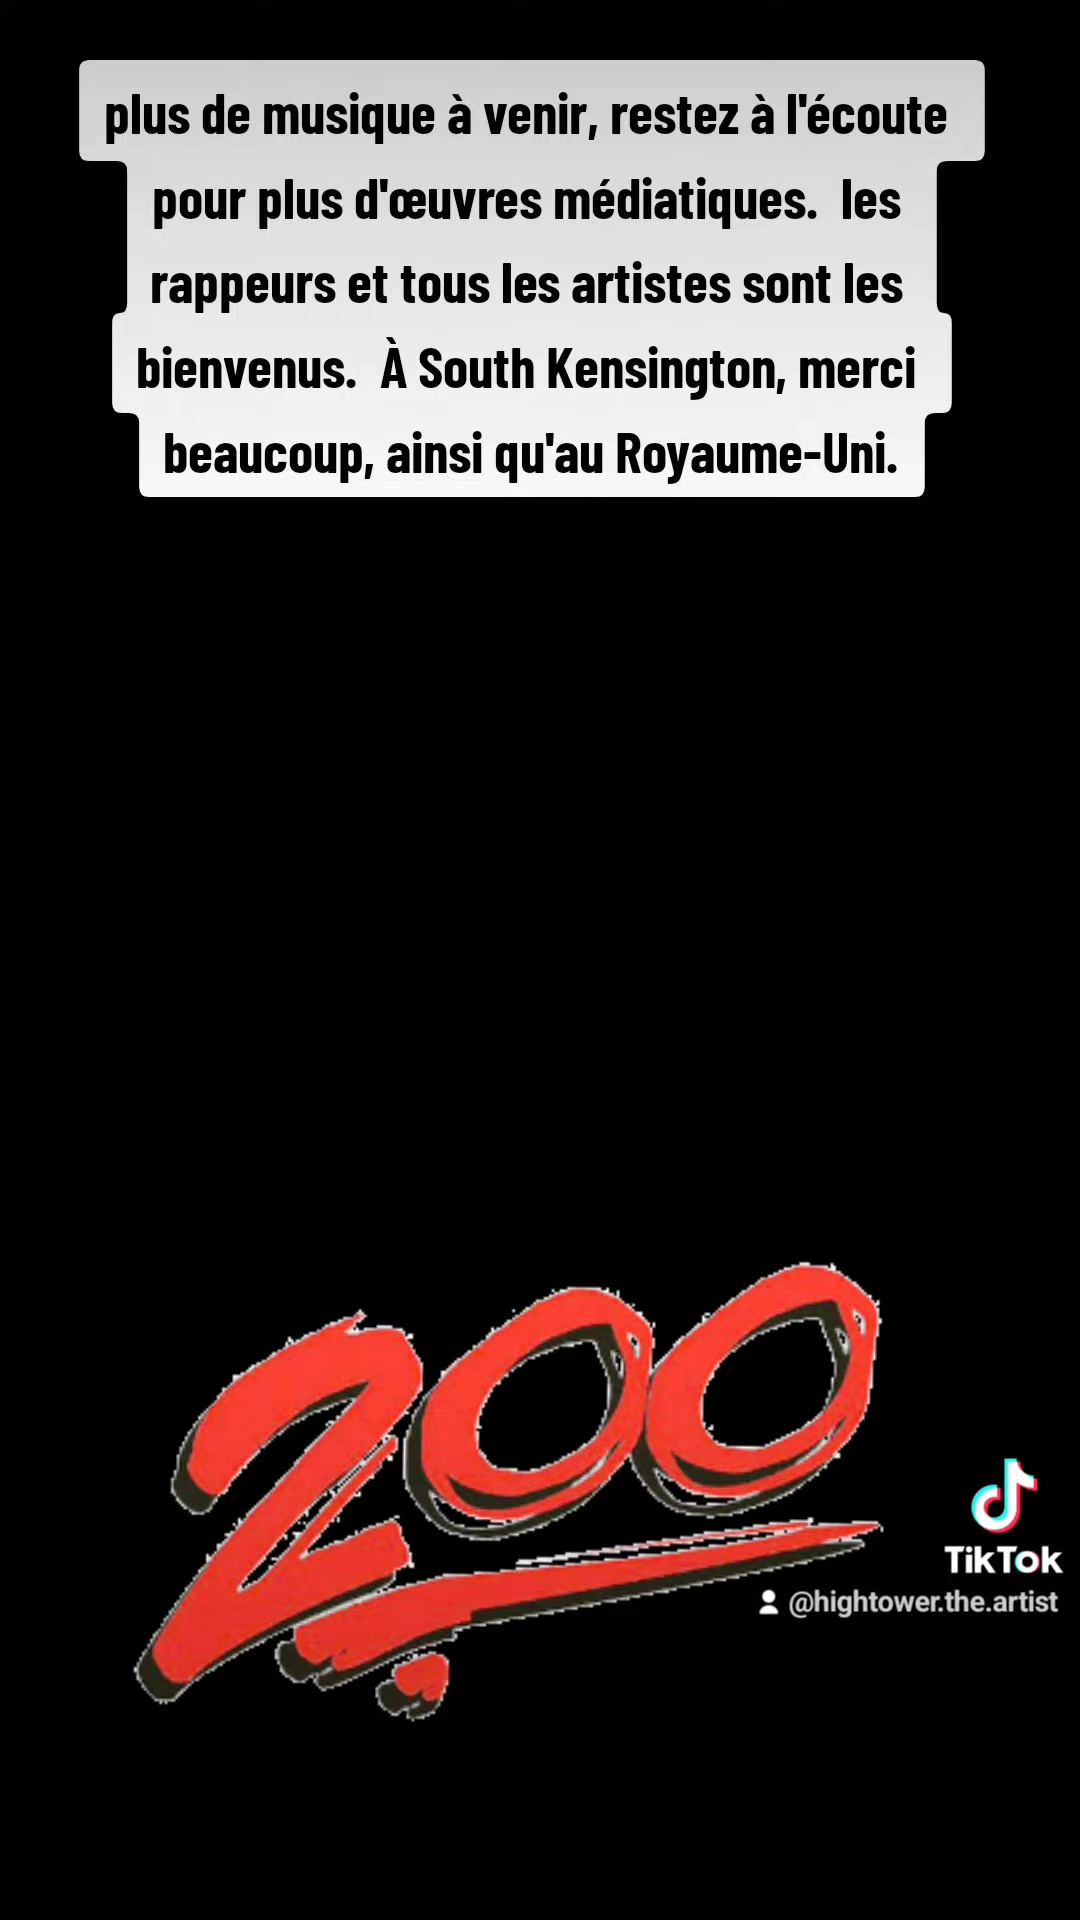 plus de musique à venir, restez à l'écoute
pour plus d'œuvres médiatiques.  les
rappeurs et tous les artistes sont les
bienvenus.  À South Kensington, merci
beaucoup, ainsi qu'au Royaume-Uni.
200
TikTok
@hightower.the.artist